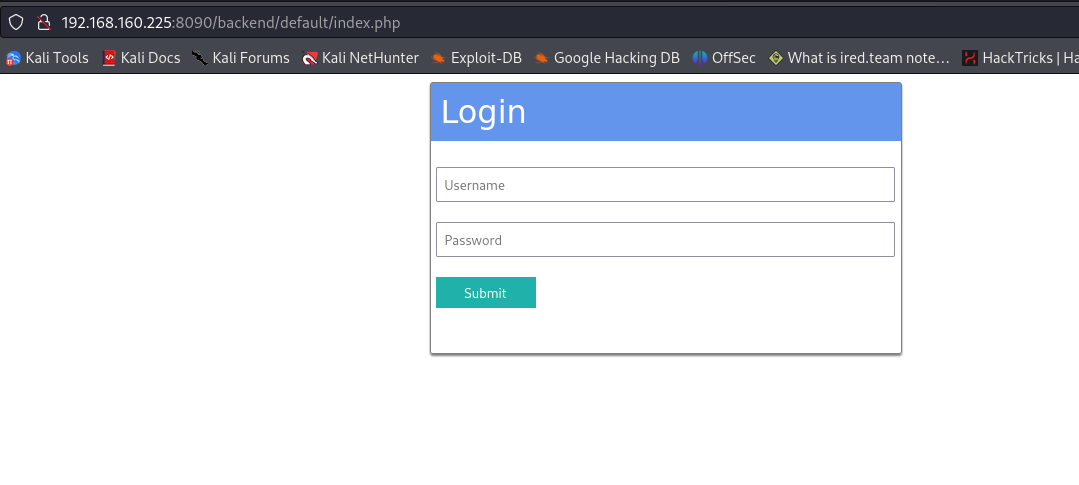 192.168.160.225:8090/backend/default/index.php
Kali Tools Kali Docs Kali Forums Kali NetHunter Exploit-DB Google Hacking DB OffSec What is ired.team note… HackTricks | Ha
Login
Username
Password
Submit